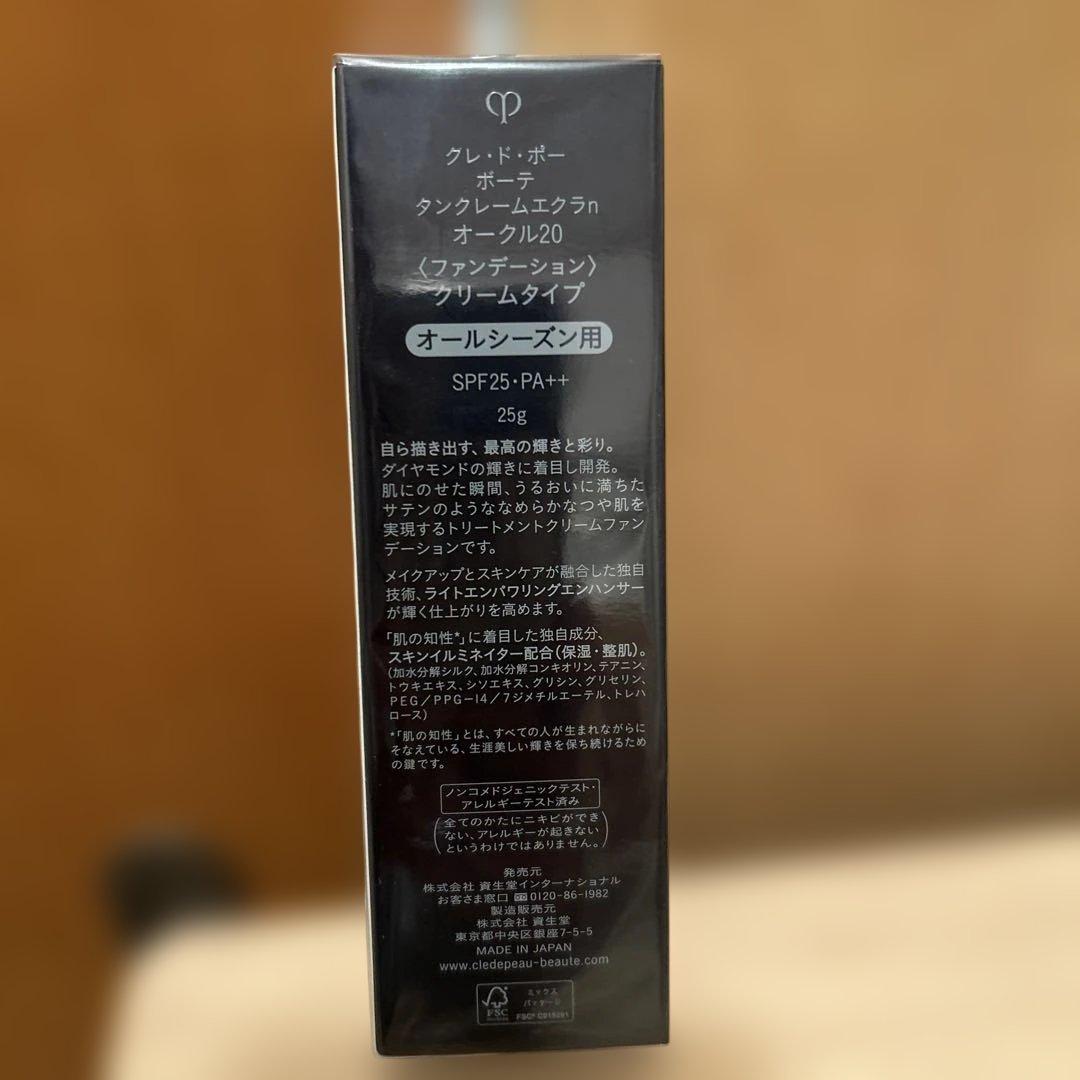 クレ・ド・ポー
ボーテ
タンクレームエクラn
オークル20
〈ファンデーション〉
クリームタイプ
オールシーズン用
SPF25・PA++
25g
自ら描き出す、最高の輝きと彩り。
ダイヤモンドの輝きに着目し開発。
肌にのせた瞬間、うるおいに満ちた
サテンのようななめらかなつや肌を
実現するトリートメントクリームファン
デーションです。
メイクアップとスキンケアが融合した独自
技術、ライトエンパワリングエンハンサー
が輝く仕上がりを高めます。
「肌の知性*」に着目した独自成分、
スキンイルミネイター配合（保湿・整肌）。
（加水分解シルク、加水分解コンキオリン、テアニン、
トウキエキス、シソエキス、グリシン、グリセリン、
PEG／PPG－14／7ジメチルエーテル、トレハ
ロース）
*「肌の知性」とは、すべての人が生まれながらに
そなえている、生涯美しい輝きを保ち続けるため
の鍵です。
ノンコメドジェニックテスト・
アレルギーテスト済み
（全てのかたにニキビができ
ない、アレルギーが起きない
というわけではありません。）
発売元
株式会社 資生堂インターナショナル
お客さま窓口 0120-86-1982
製造販売元
株式会社 資生堂
東京都中央区銀座7-5-5
MADE IN JAPAN
www.cledepeau-beaute.com
FSC
ミックス
パッケージ
FSC®